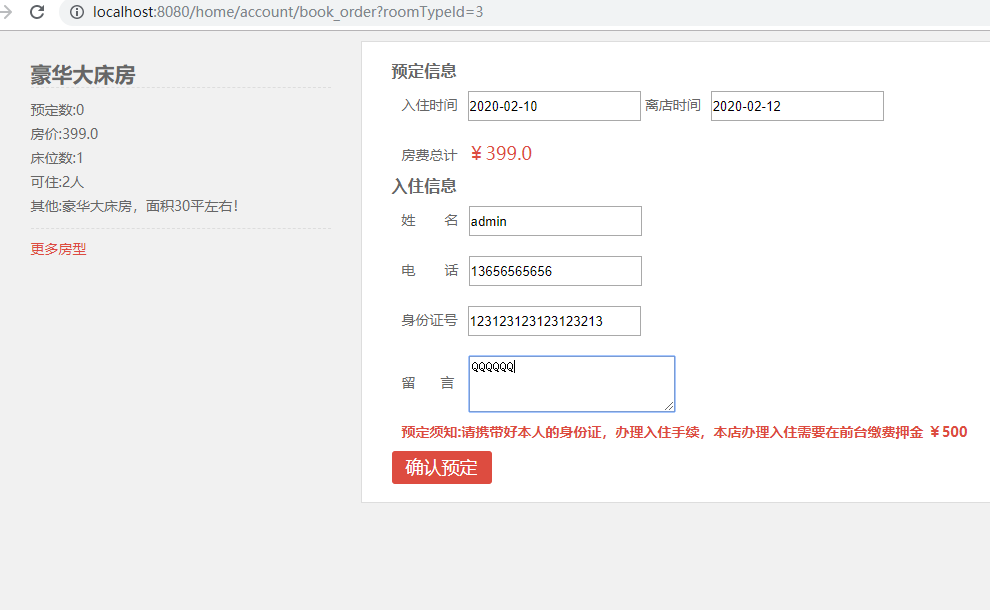 localhost:8080/home/account/book_order?roomTypeId=3
豪华大床房
预定数:0
房价:399.0
床位数:1
可住:2人
其他:豪华大床房，面积30平左右！
更多房型
预定信息
入住时间 2020-02-10 离店时间 2020-02-12
房费总计 ￥399.0
入住信息
姓 名 admin
电 话 13656565656
身份证号 123123123123123213
留 言 QQQQQQ
预定须知:请携带好本人的身份证，办理入住手续，本店办理入住需要在前台缴费押金 ￥500
确认预定